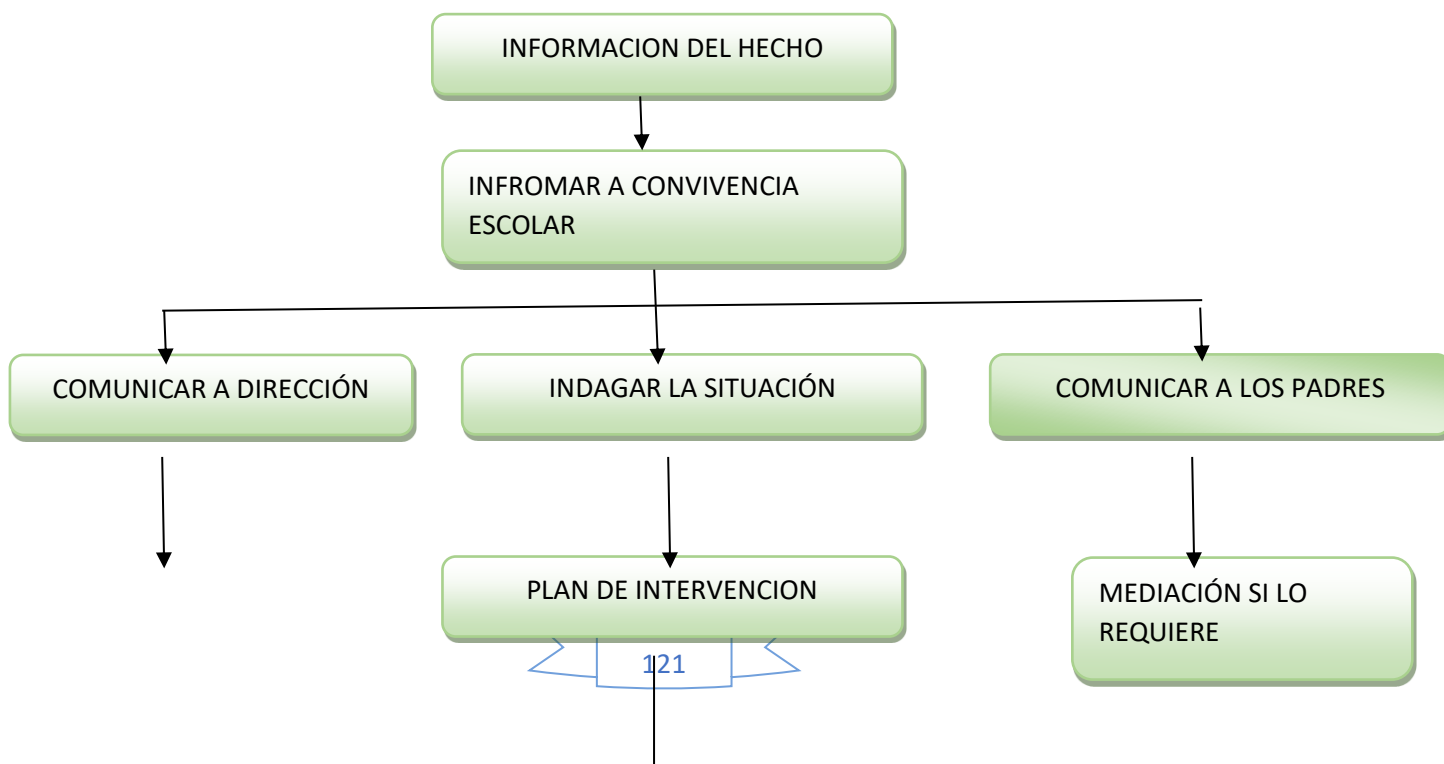 INFORMACION DEL HECHO
INFROMAR A CONVIVENCIA
ESCOLAR
COMUNICAR A DIRECCIÓN
INDAGAR LA SITUACIÓN
COMUNICAR A LOS PADRES
PLAN DE INTERVENCION
MEDIACIÓN SI LO
REQUIERE
121